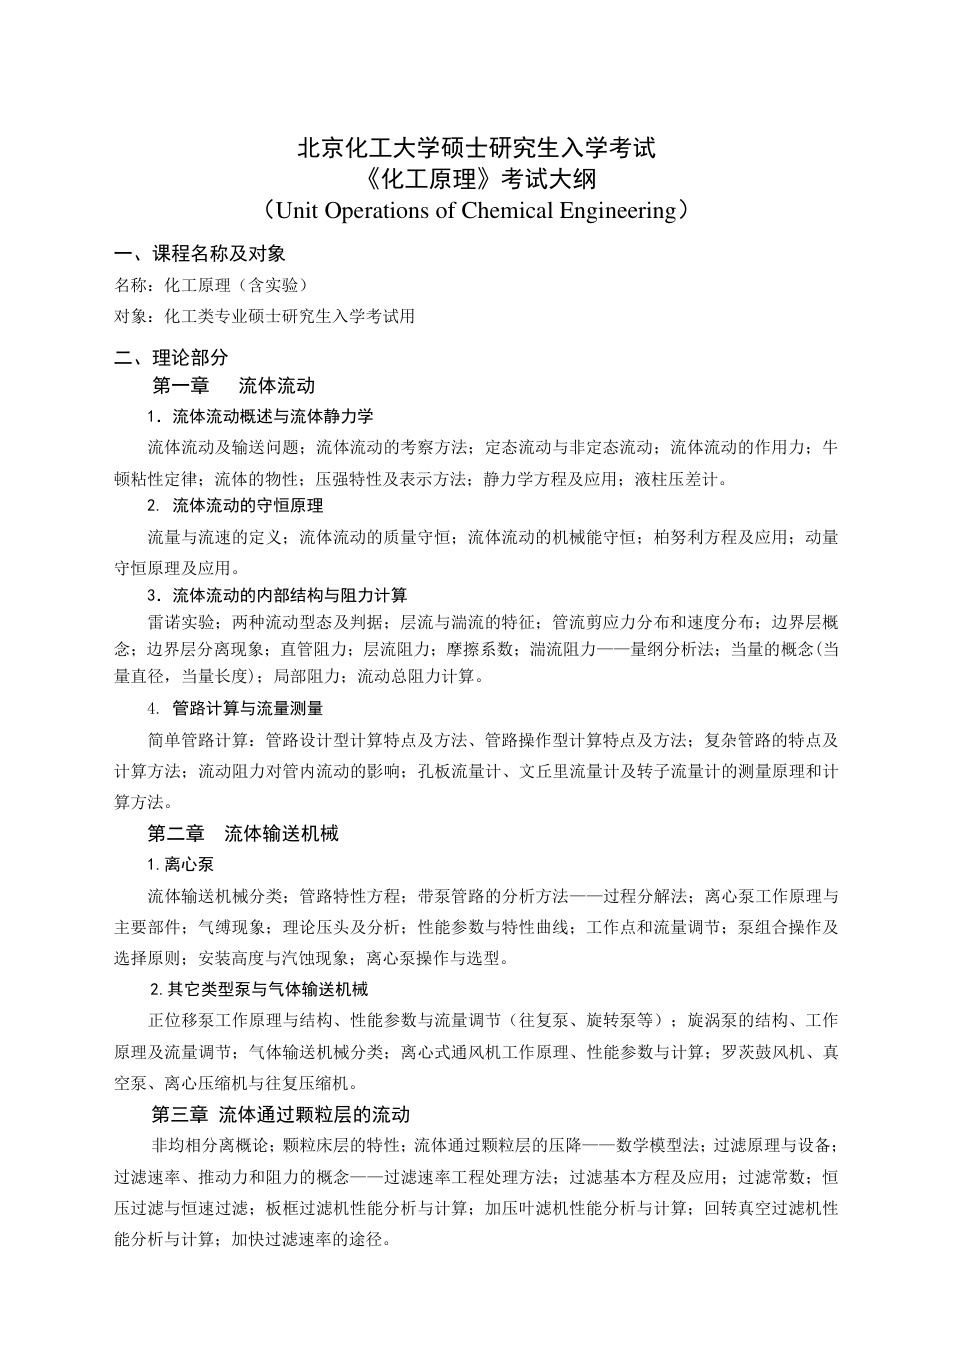 北京化工大学硕士研究生入学考试
《化工原理》考试大纲
（Unit Operations of Chemical Engineering）
一、课程名称及对象
名称：化工原理（含实验）
对象：化工类专业硕士研究生入学考试用
二、理论部分
第一章 流体流动
1．流体流动概述与流体静力学
流体流动及输送问题；流体流动的考察方法；定态流动与非定态流动；流体流动的作用力；牛
顿粘性定律；流体的物性；压强特性及表示方法；静力学方程及应用；液柱压差计。
2. 流体流动的守恒原理
流量与流速的定义；流体流动的质量守恒；流体流动的机械能守恒；柏努利方程及应用；动量
守恒原理及应用。
3．流体流动的内部结构与阻力计算
雷诺实验；两种流动型态及判据；层流与湍流的特征；管流剪应力分布和速度分布；边界层概
念；边界层分离现象；直管阻力；层流阻力；摩擦系数；湍流阻力——量纲分析法；当量的概念(当
量直径，当量长度)；局部阻力；流动总阻力计算。
4. 管路计算与流量测量
简单管路计算：管路设计型计算特点及方法、管路操作型计算特点及方法；复杂管路的特点及
计算方法；流动阻力对管内流动的影响；孔板流量计、文丘里流量计及转子流量计的测量原理和计
算方法。
第二章 流体输送机械
1.离心泵
流体输送机械分类；管路特性方程；带泵管路的分析方法——过程分解法；离心泵工作原理与
主要部件；气缚现象；理论压头及分析；性能参数与特性曲线；工作点和流量调节；泵组合操作及
选择原则；安装高度与汽蚀现象；离心泵操作与选型。
2.其它类型泵与气体输送机械
正位移泵工作原理与结构、性能参数与流量调节（往复泵、旋转泵等）；旋涡泵的结构、工作
原理及流量调节；气体输送机械分类；离心式通风机工作原理、性能参数与计算；罗茨鼓风机、真
空泵、离心压缩机与往复压缩机。
第三章 流体通过颗粒层的流动
非均相分离概论；颗粒床层的特性；流体通过颗粒层的压降——数学模型法；过滤原理与设备；
过滤速率、推动力和阻力的概念——过滤速率工程处理方法；过滤基本方程及应用；过滤常数；恒
压过滤与恒速过滤；板框过滤机性能分析与计算；加压叶滤机性能分析与计算；回转真空过滤机性
能分析与计算；加快过滤速率的途径。